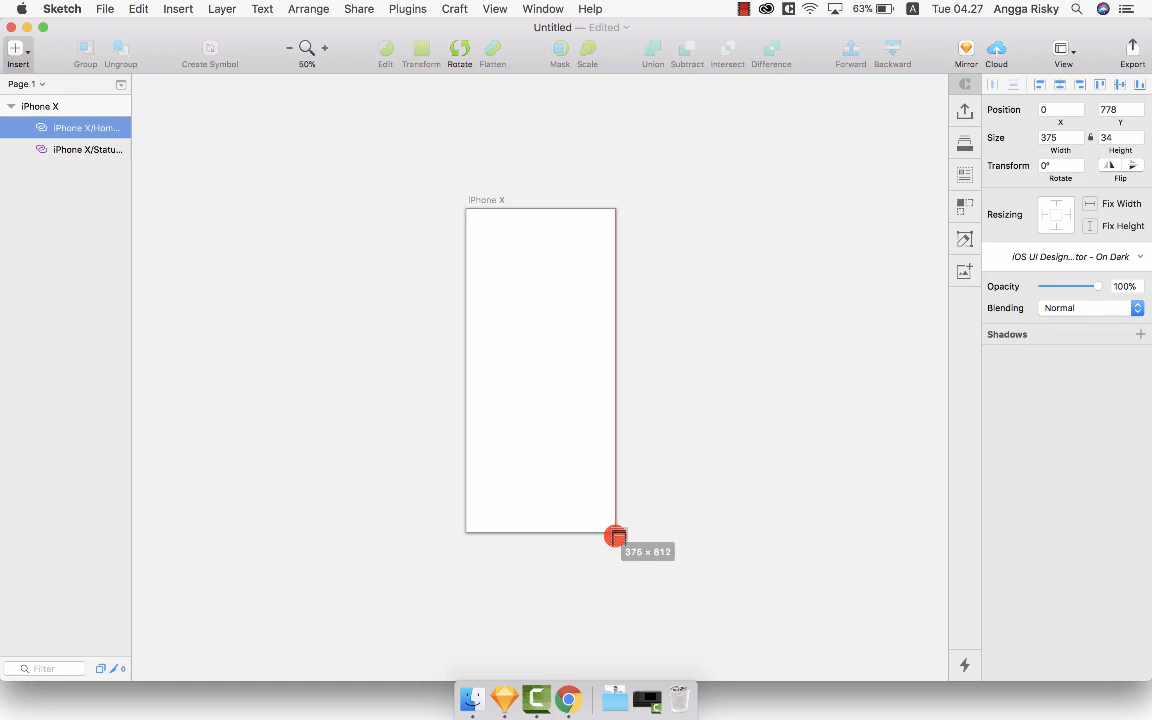 Sketch File Edit Insert Layer Text Arrange Share Plugins Craft View Window Help 63% A Tue 04.27 Angga Risky
Untitled — Edited
Insert Group Ungroup Create Symbol 50% Edit Transform Rotate Flatten Mask Scale Union Subtract Intersect Difference Forward Backward Mirror Cloud View Export
Page 1
iPhone X
iPhone X/Hom...
iPhone X/Statu...
iPhone X
375 × 812
Position 0 778
X Y
Size 375 34
Width Height
Transform 0°
Rotate Flip
Resizing
Fix Width
Fix Height
iOS UI Design...tor - On Dark
Opacity 100%
Blending Normal
Shadows
Filter 0